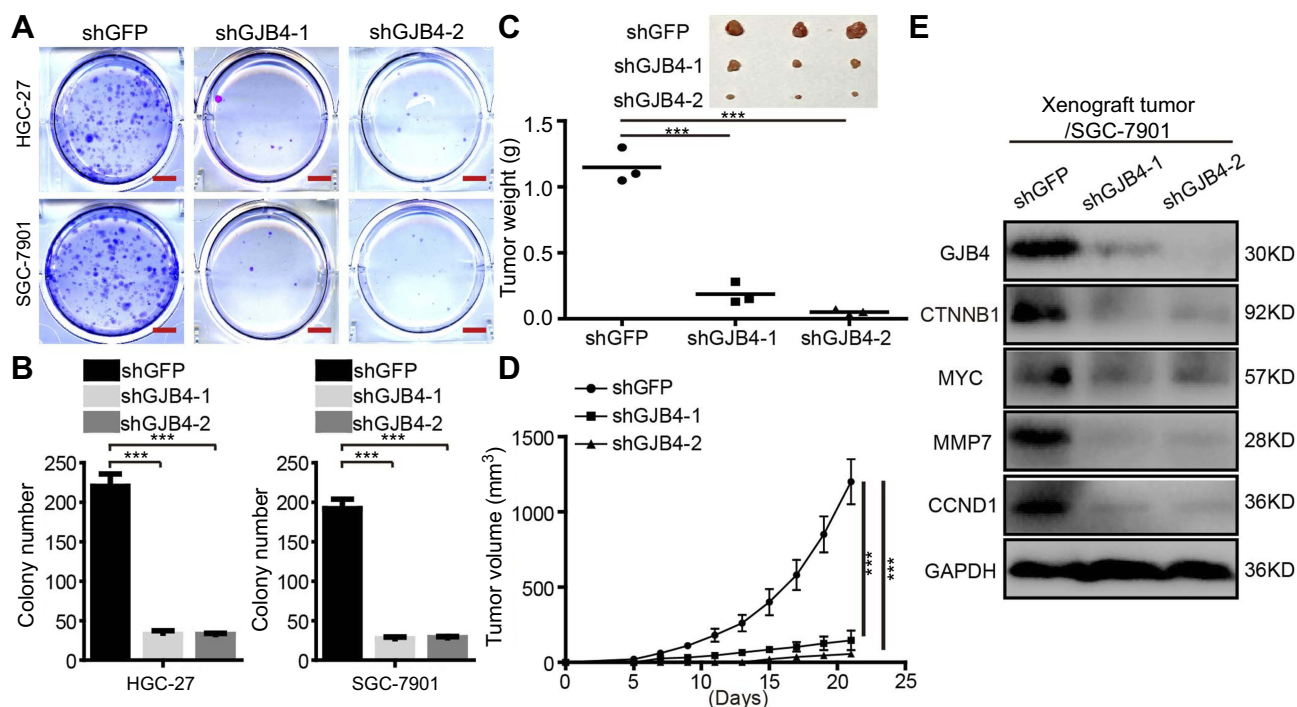 A
shGFP
shGJB4-1
shGJB4-2
HGC-27
SGC-7901
B
shGFP
shGJB4-1
shGJB4-2
***
***
250
200
150
100
50
0
Colony number
HGC-27
shGFP
shGJB4-1
shGJB4-2
***
***
250
200
150
100
50
0
Colony number
SGC-7901
C
shGFP
shGJB4-1
shGJB4-2
***
***
1.5
1.0
0.5
0.0
Tumor weight (g)
shGFP
shGJB4-1
shGJB4-2
D
shGFP
shGJB4-1
shGJB4-2
1500
1000
500
0
Tumor volume (mm³)
***
***
0
5
10
15
20
25
(Days)
E
Xenograft tumor
/SGC-7901
shGFP
shGJB4-1
shGJB4-2
GJB4
30KD
CTNNB1
92KD
MYC
57KD
MMP7
28KD
CCND1
36KD
GAPDH
36KD